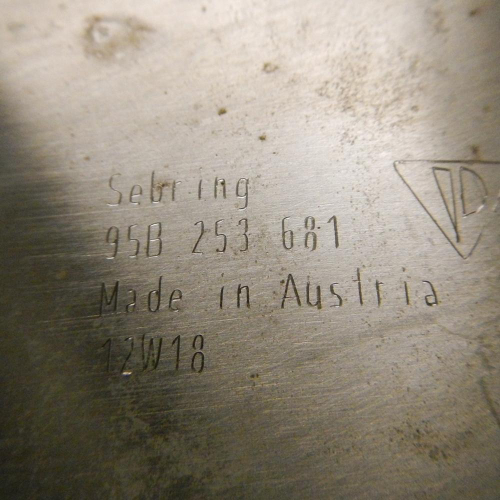 Sebring
95B 253 681
Made in Austria
12W18